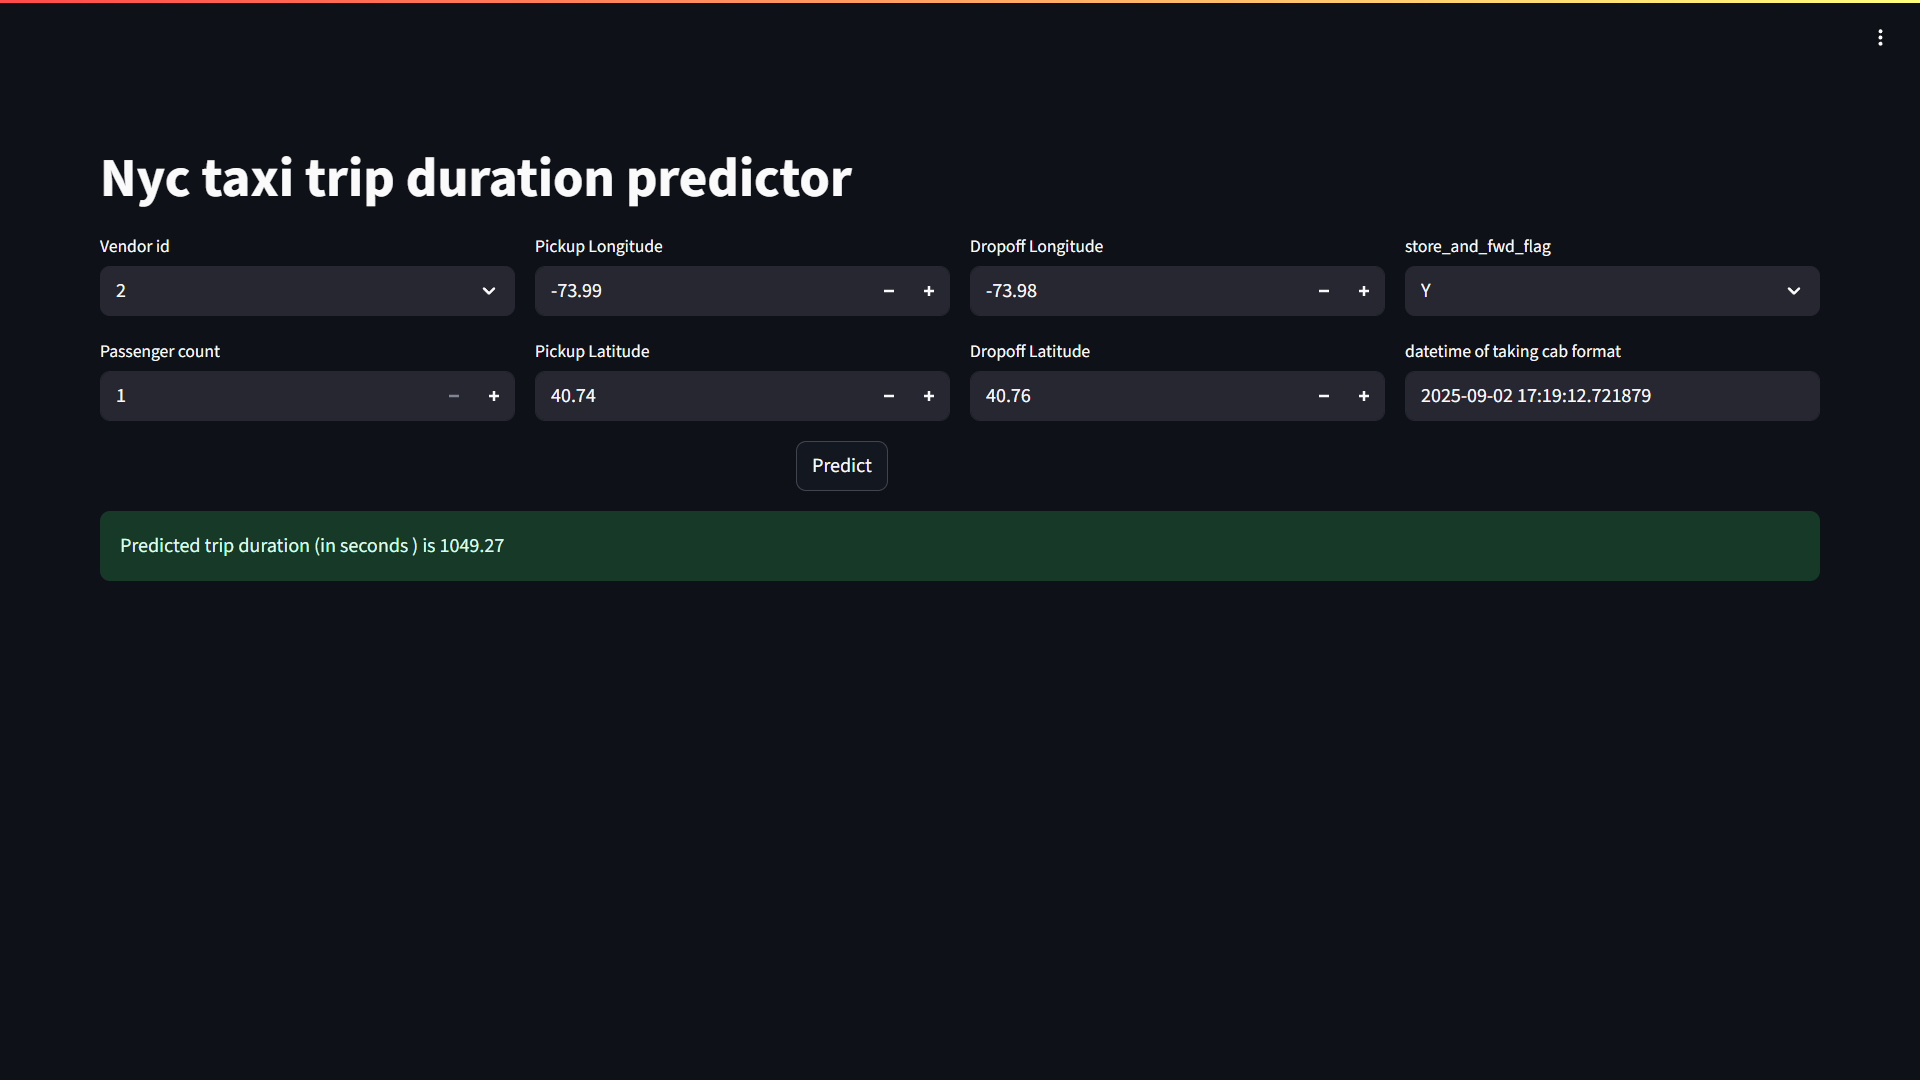 Nyc taxi trip duration predictor
Vendor id
2
Pickup Longitude
-73.99
Dropoff Longitude
-73.98
store_and_fwd_flag
Y
Passenger count
1
Pickup Latitude
40.74
Dropoff Latitude
40.76
datetime of taking cab format
2025-09-02 17:19:12.721879
Predict
Predicted trip duration (in seconds ) is 1049.27